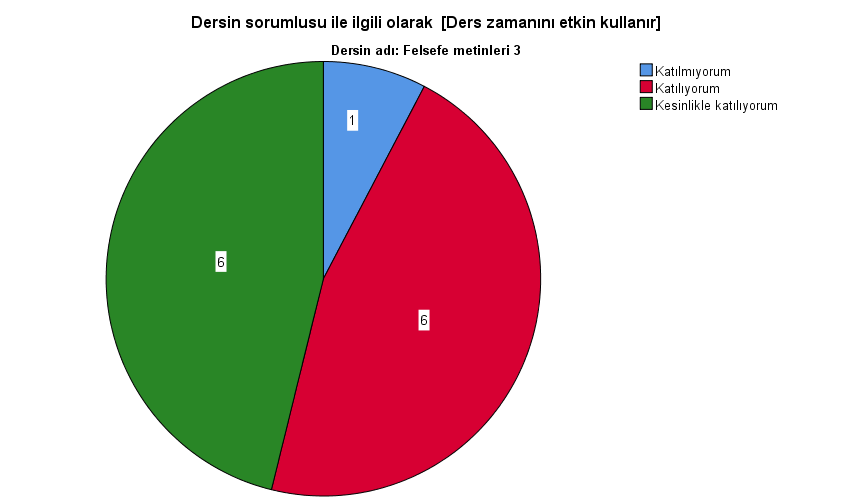 Dersin sorumlusu ile ilgili olarak [Ders zamanını etkin kullanır]
Dersin adı: Felsefe metinleri 3
Katılmıyorum
Katılıyorum
Kesinlikle katılıyorum
1
6
6